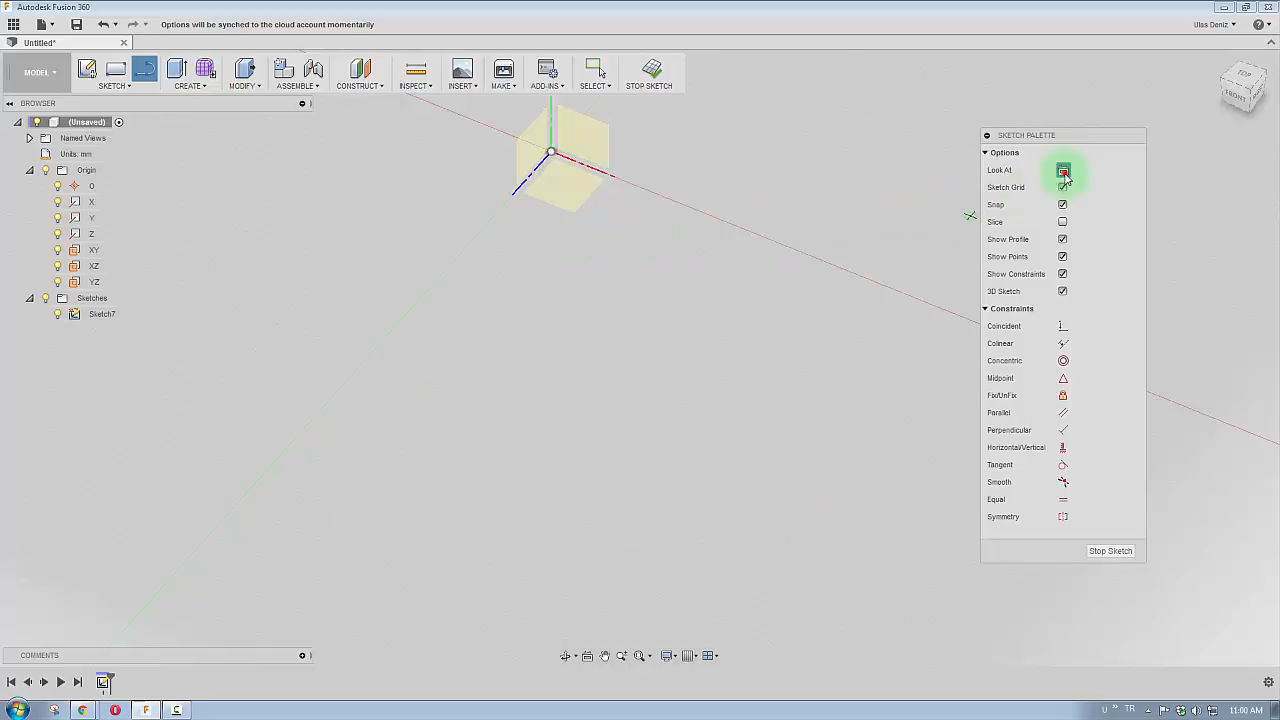 Autodesk Fusion 360
Options will be synched to the cloud account momentarily
Ulas Deniz
Untitled*
MODEL
SKETCH
CREATE
MODIFY
ASSEMBLE
CONSTRUCT
INSPECT
INSERT
MAKE
ADD-INS
SELECT
STOP SKETCH
TOP
FRONT
BROWSER
(Unsaved)
Named Views
Units: mm
Origin
O
X
Y
Z
XY
XZ
YZ
Sketches
Sketch7
SKETCH PALETTE
Options
Look At
Sketch Grid
Snap
Slice
Show Profile
Show Points
Show Constraints
3D Sketch
Constraints
Coincident
Colinear
Concentric
Midpoint
Fix/UnFix
Parallel
Perpendicular
Horizontal/Vertical
Tangent
Smooth
Equal
Symmetry
Stop Sketch
COMMENTS
U » TR 11:00 AM